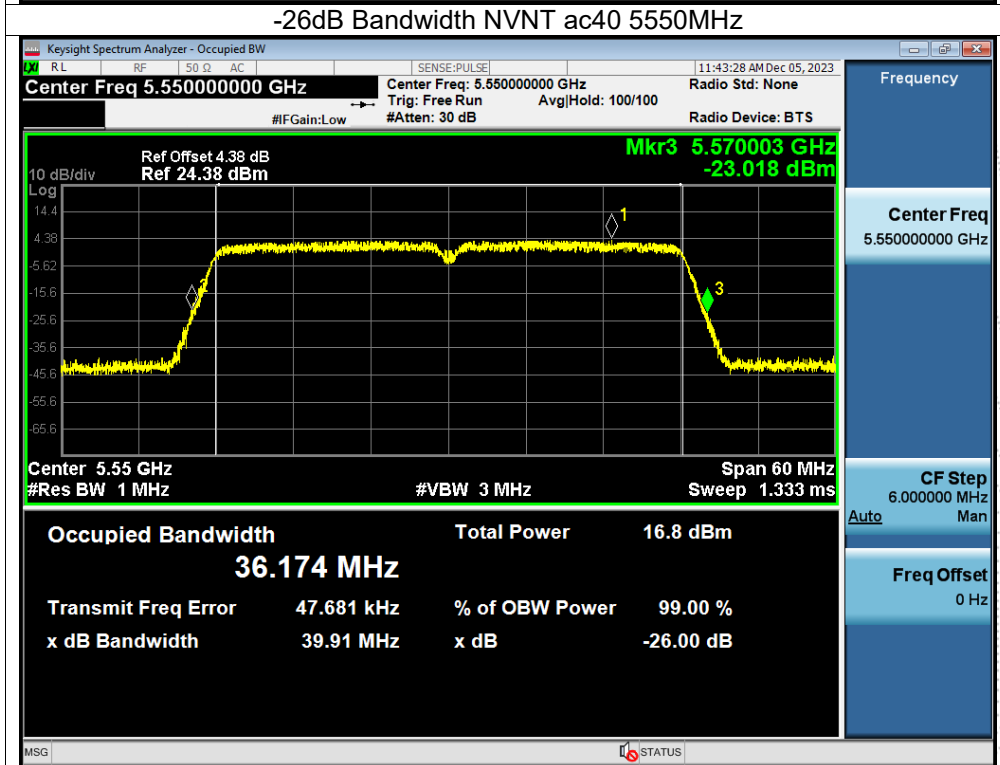 -26dB Bandwidth NVNT ac40 5550MHz
Keysight Spectrum Analyzer - Occupied BW
LXI RL RF 50 Ω AC SENSE:PULSE 11:43:28 AM Dec 05, 2023
Center Freq 5.550000000 GHz Center Freq: 5.550000000 GHz Radio Std: None
Trig: Free Run Avg|Hold: 100/100
#IFGain:Low #Atten: 30 dB Radio Device: BTS
Frequency
Mkr3 5.570003 GHz
-23.018 dBm
Ref Offset 4.38 dB
10 dB/div Ref 24.38 dBm
Log
14.4
4.38
-5.62
-15.6
-25.6
-35.6
-45.6
-55.6
-65.6
1
2
3
Center 5.55 GHz Span 60 MHz
#Res BW 1 MHz #VBW 3 MHz Sweep 1.333 ms
Occupied Bandwidth Total Power 16.8 dBm
36.174 MHz
Transmit Freq Error 47.681 kHz % of OBW Power 99.00 %
x dB Bandwidth 39.91 MHz x dB -26.00 dB
Center Freq
5.550000000 GHz
CF Step
6.000000 MHz
Auto Man
Freq Offset
0 Hz
MSG STATUS